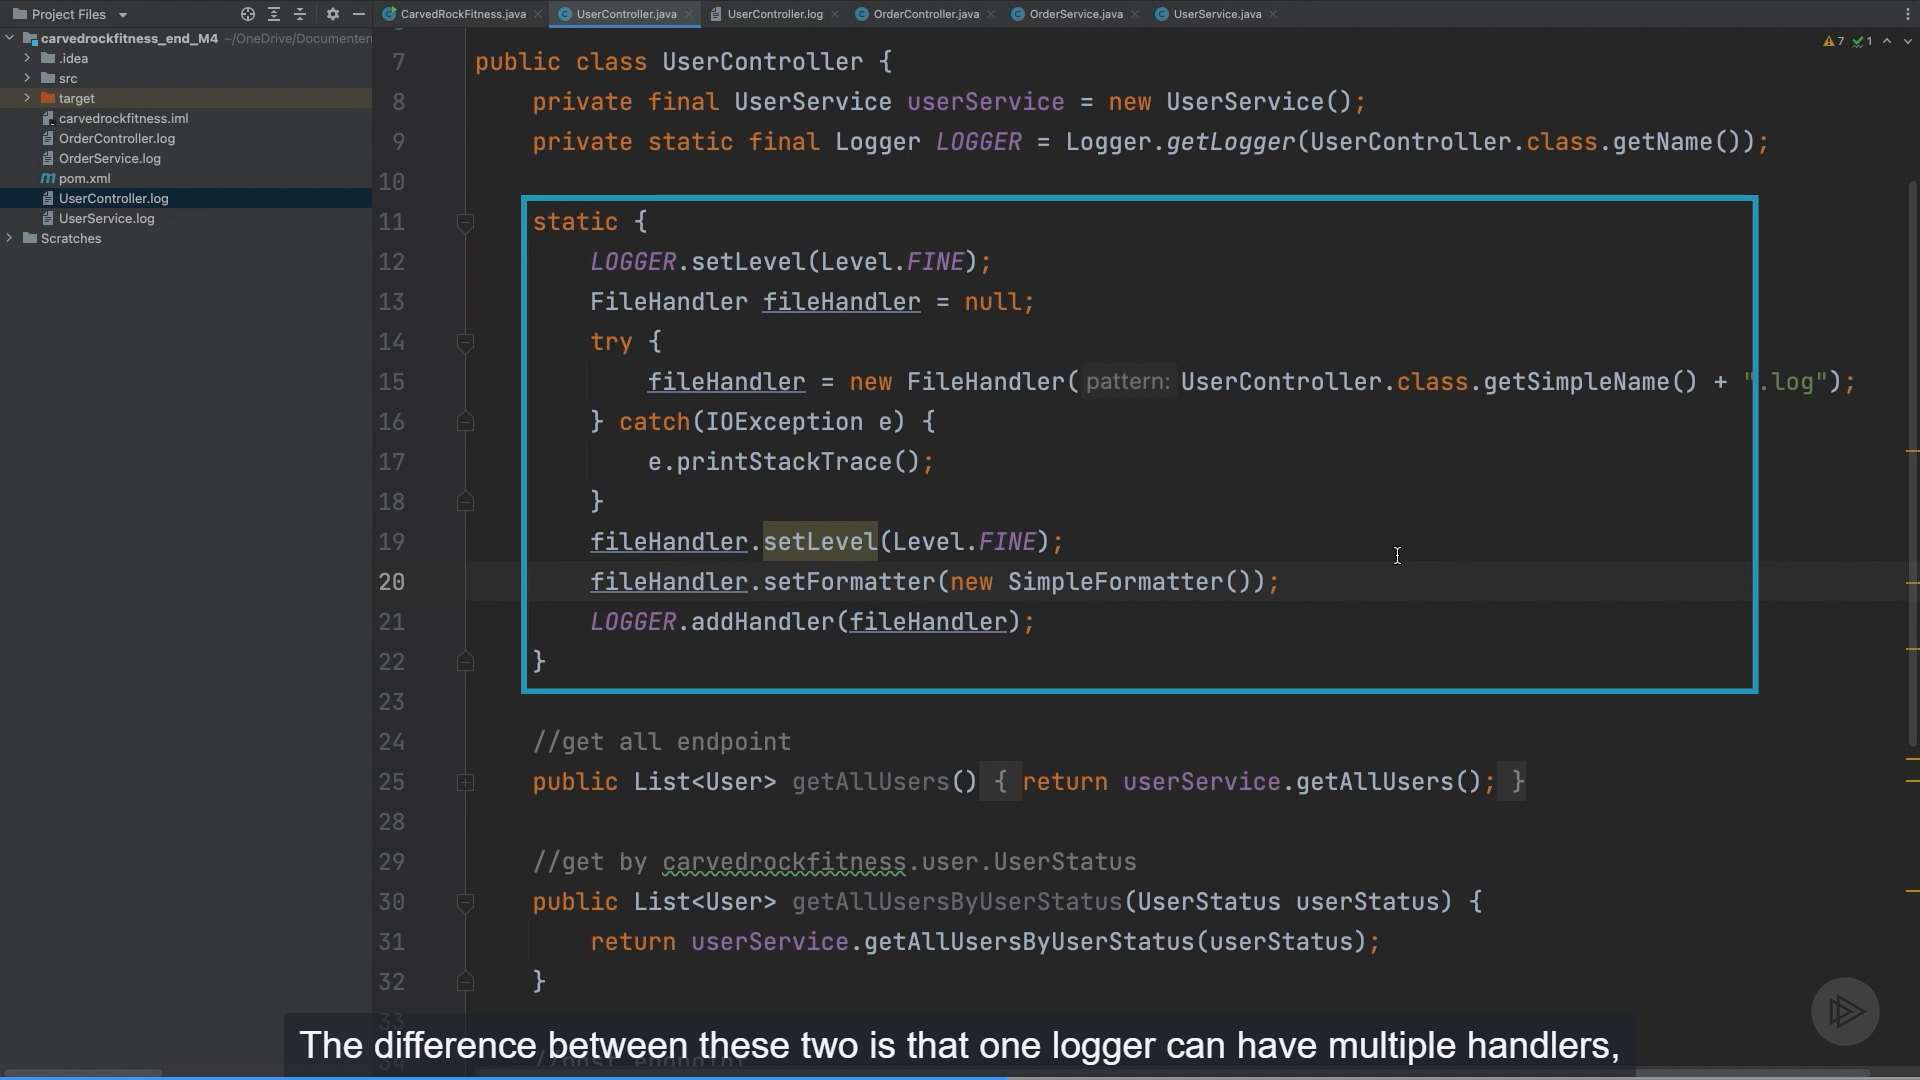 Project Files
CarvedRockFitness.java
UserController.java
UserController.log
OrderController.java
OrderService.java
UserService.java
carvedrockfitness_end_M4 ~/OneDrive/Documenten
.idea
src
target
carvedrockfitness.iml
OrderController.log
OrderService.log
pom.xml
UserController.log
UserService.log
Scratches
7 1
7 public class UserController {
8 private final UserService userService = new UserService();
9 private static final Logger LOGGER = Logger.getLogger(UserController.class.getName());
10
11 static {
12 LOGGER.setLevel(Level.FINE);
13 FileHandler fileHandler = null;
14 try {
15 fileHandler = new FileHandler( pattern: UserController.class.getSimpleName() + ".log");
16 } catch(IOException e) {
17 e.printStackTrace();
18 }
19 fileHandler.setLevel(Level.FINE);
20 fileHandler.setFormatter(new SimpleFormatter());
21 LOGGER.addHandler(fileHandler);
22 }
23
24 //get all endpoint
25 public List<User> getAllUsers() { return userService.getAllUsers(); }
28
29 //get by carvedrockfitness.user.UserStatus
30 public List<User> getAllUsersByUserStatus(UserStatus userStatus) {
31 return userService.getAllUsersByUserStatus(userStatus);
32 }
33
The difference between these two is that one logger can have multiple handlers,